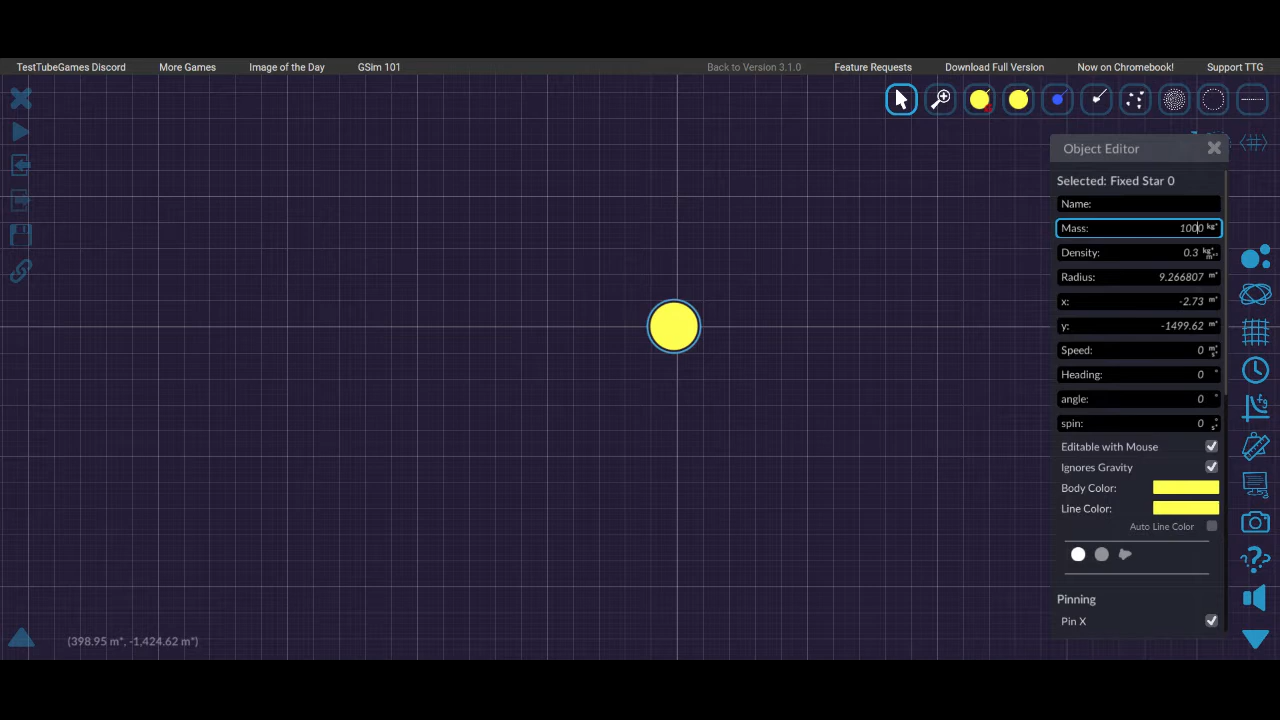 TestTubeGames Discord More Games Image of the Day GSim 101 Back to Version 3.1.0 Feature Requests Download Full Version Now on Chromebook! Support TTG
Object Editor
Selected: Fixed Star 0
Name:
Mass: 1000 kg*
Density: 0.3
Radius: 9.266807 m*
x: -2.73 m*
y: -1499.62 m*
Speed: 0 m*/s*
Heading: 0 °
angle: 0 °
spin: 0 °/s*
Editable with Mouse
Ignores Gravity
Body Color:
Line Color:
Auto Line Color
Pinning
Pin X
(398.95 m*, -1,424.62 m*)